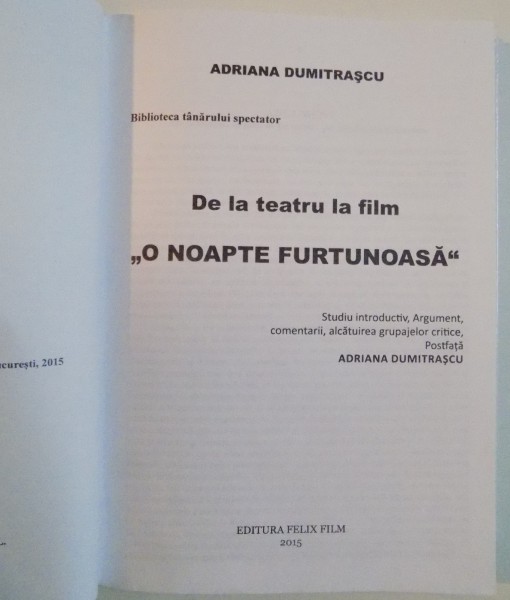 ADRIANA DUMITRAŞCU
Biblioteca tânărului spectator
De la teatru la film
„O NOAPTE FURTUNOASĂ“
Studiu introductiv, Argument,
comentarii, alcătuirea grupajelor critice,
Postfaţă
ADRIANA DUMITRAŞCU
curești, 2015
EDITURA FELIX FILM
2015